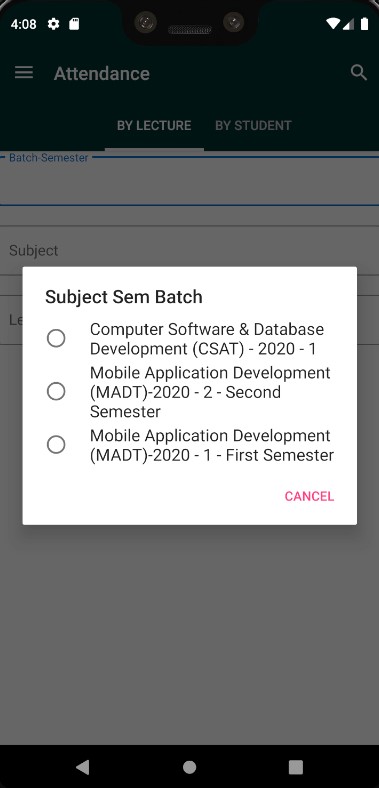 4:08
Attendance
BY LECTURE BY STUDENT
Batch-Semester
Subject
Le
Subject Sem Batch
Computer Software & Database
Development (CSAT) - 2020 - 1
Mobile Application Development
(MADT)-2020 - 2 - Second
Semester
Mobile Application Development
(MADT)-2020 - 1 - First Semester
CANCEL